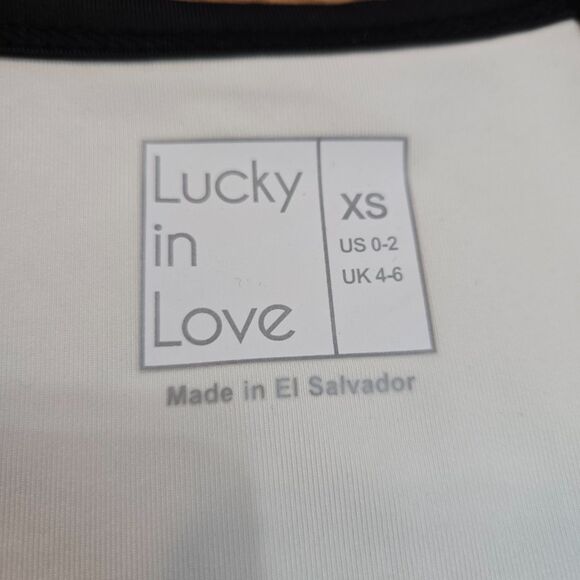 Lucky
in
Love
XS
US 0-2
UK 4-6
Made in El Salvador